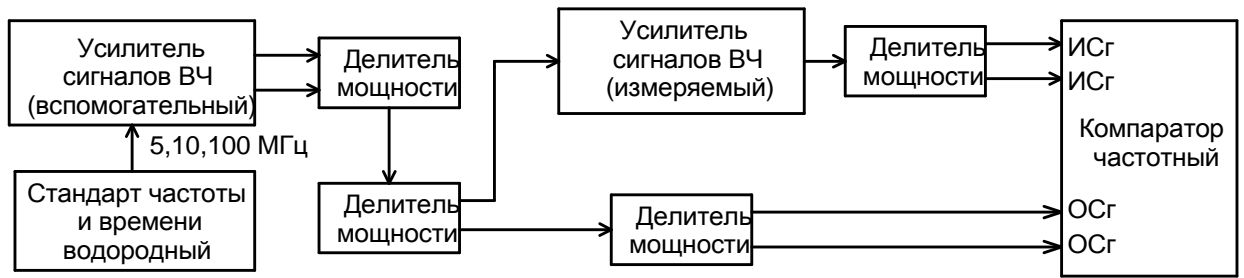 Усилитель
сигналов ВЧ
(вспомогательный)
Делитель
мощности
Усилитель
сигналов ВЧ
(измеряемый)
Делитель
мощности
ИСг
ИСг
Компаратор
частотный
5,10,100 МГц
Стандарт частоты
и времени
водородный
Делитель
мощности
Делитель
мощности
ОСг
ОСг